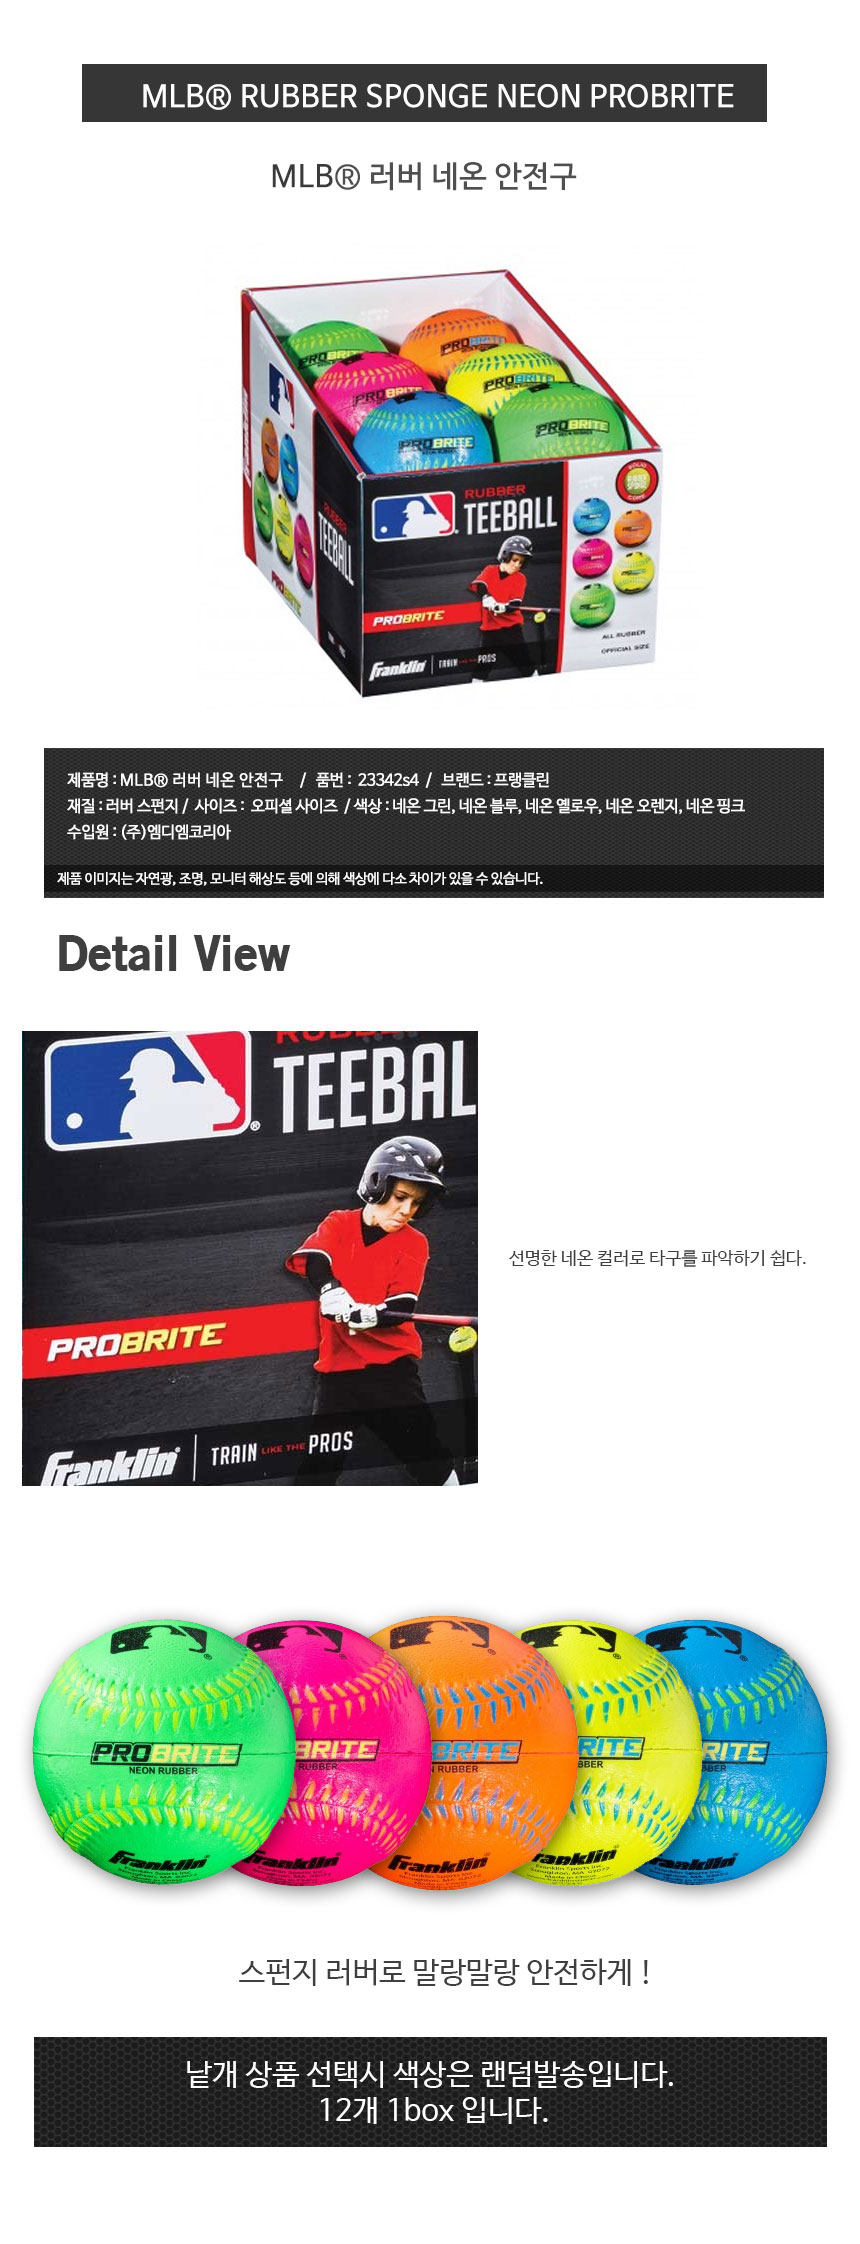 MLB® RUBBER SPONGE NEON PROBRITE
MLB® 러버 네온 안전구
PROBRITE
PROBRITE
PROBRITE
PROBRITE
PROBRITE
PROBRITE
Franklin
RUBBER
TEEBALL
PROBRITE
RUBBER
TEEBALL
PROBRITE
Franklin TRAIN LIKE THE PROS
ALL RUBBER
OFFICIAL SIZE
제품명 : MLB® 러버 네온 안전구 / 품번 : 23342s4 / 브랜드 : 프랭클린
재질 : 러버 스펀지 / 사이즈 : 오피셜 사이즈 / 색상 : 네온 그린, 네온 블루, 네온 옐로우, 네온 오렌지, 네온 핑크
수입원 : (주)엠디엠코리아
제품 이미지는 자연광, 조명, 모니터 해상도 등에 의해 색상에 다소 차이가 있을 수 있습니다.
Detail View
TEEBAL
PROBRITE
Franklin TRAIN LIKE THE PROS
선명한 네온 컬러로 타구를 파악하기 쉽다.
PROBRITE BRITE BRITE RITE RITE
NEON RUBBER RUBBER N RUBBER BBER BER
Franklin Franklin Franklin Franklin Franklin
스펀지 러버로 말랑말랑 안전하게 !
낱개 상품 선택시 색상은 랜덤발송입니다.
12개 1box 입니다.